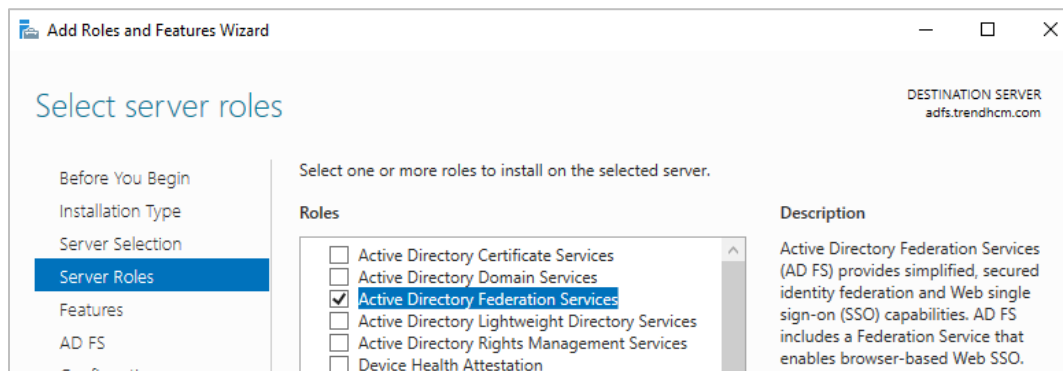 Add Roles and Features Wizard
Select server roles
DESTINATION SERVER
adfs.trendhcm.com
Before You Begin
Installation Type
Server Selection
Server Roles
Features
AD FS
Select one or more roles to install on the selected server.
Roles
Active Directory Certificate Services
Active Directory Domain Services
Active Directory Federation Services
Active Directory Lightweight Directory Services
Active Directory Rights Management Services
Device Health Attestation
Description
Active Directory Federation Services
(AD FS) provides simplified, secured
identity federation and Web single
sign-on (SSO) capabilities. AD FS
includes a Federation Service that
enables browser-based Web SSO.